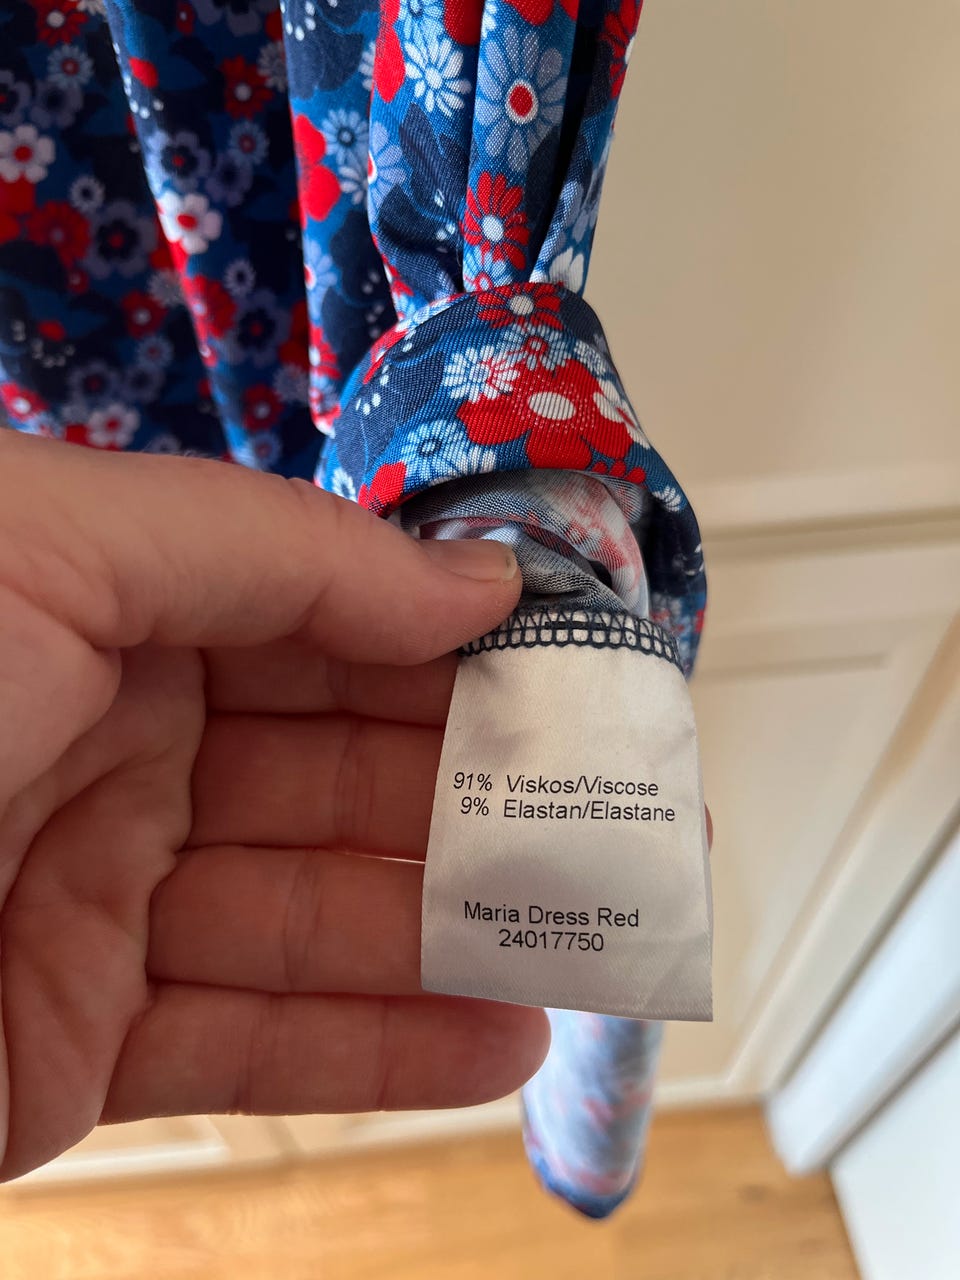 91% Viskos/Viscose
9% Elastan/Elastane
Maria Dress Red
24017750